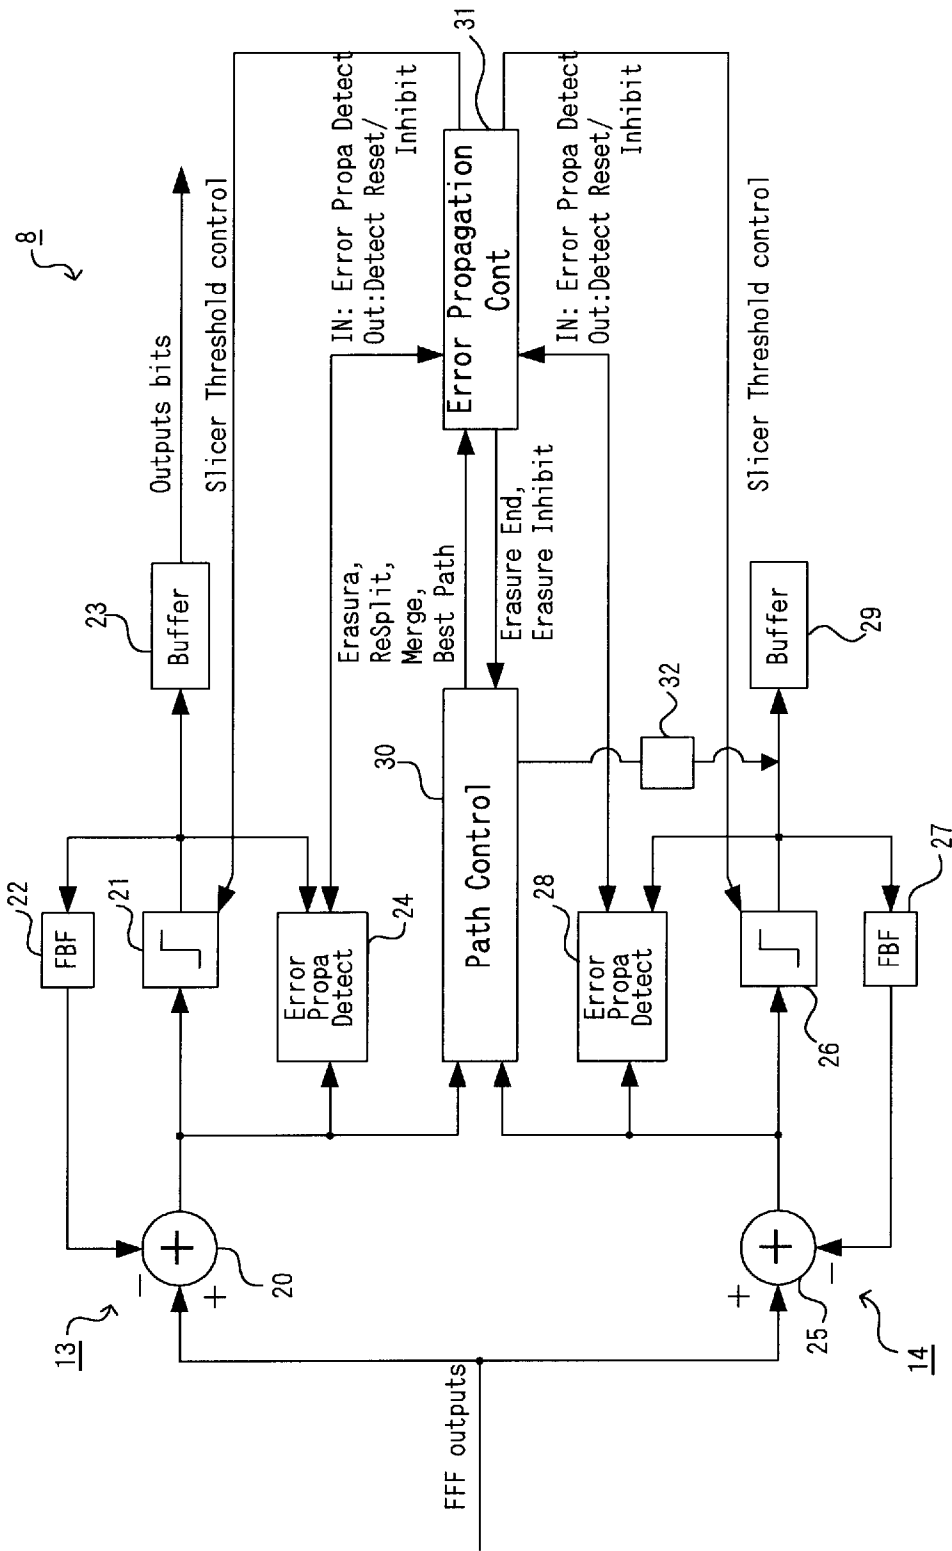 8
13
FFF outputs
20
22
FBF
21
23
Buffer
Outputs bits
Slicer Threshold control
Error
Propa
Detect
24
IN: Error Propa Detect
Out:Detect Reset/
Inhibit
Erasura,
ReSplit,
Merge,
Best Path
30
Path Control
31
Error Propagation
Cont
Erasure End,
Erasure Inhibit
IN: Error Propa Detect
Out:Detect Reset/
Inhibit
28
Error
Propa
Detect
32
Slicer Threshold control
Buffer
29
26
FBF
27
25
14
+
-
+
+
-
+